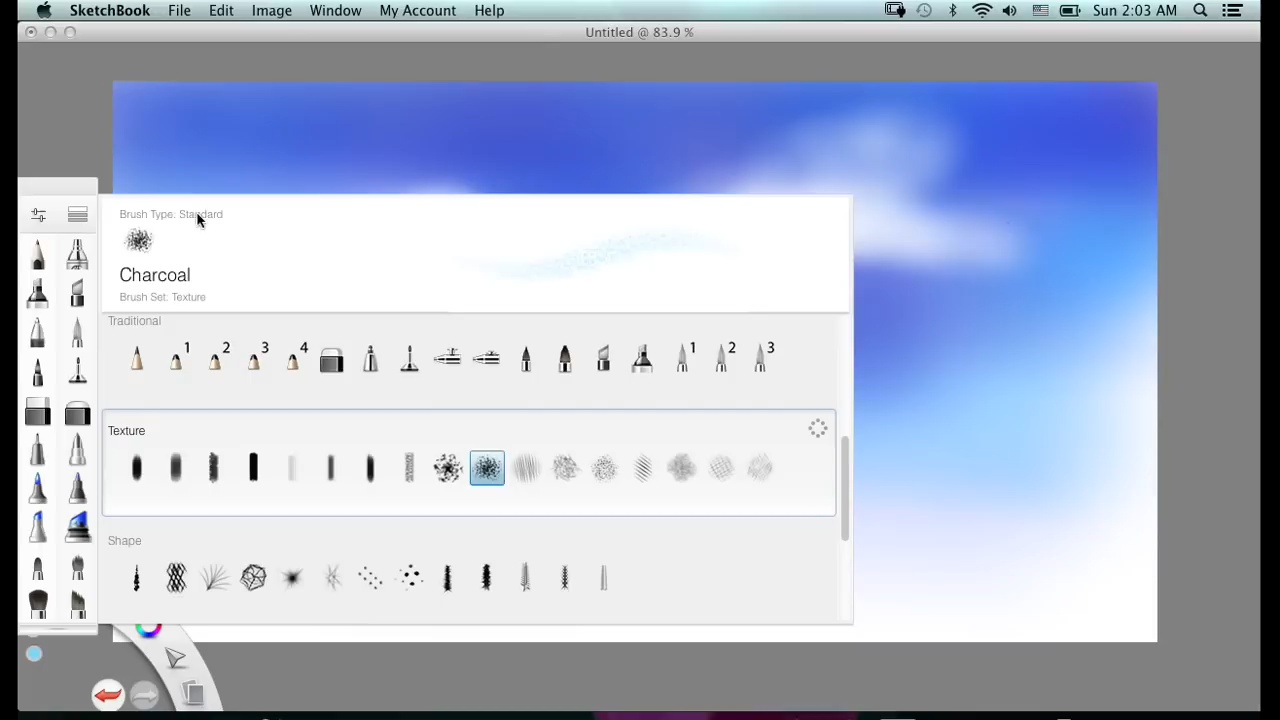 SketchBook File Edit Image Window My Account Help Sun 2:03 AM
Untitled @ 83.9 %
Brush Type: Standard
Charcoal
Brush Set: Texture
Traditional
1 2 3 4 1 2 3
Texture
Shape